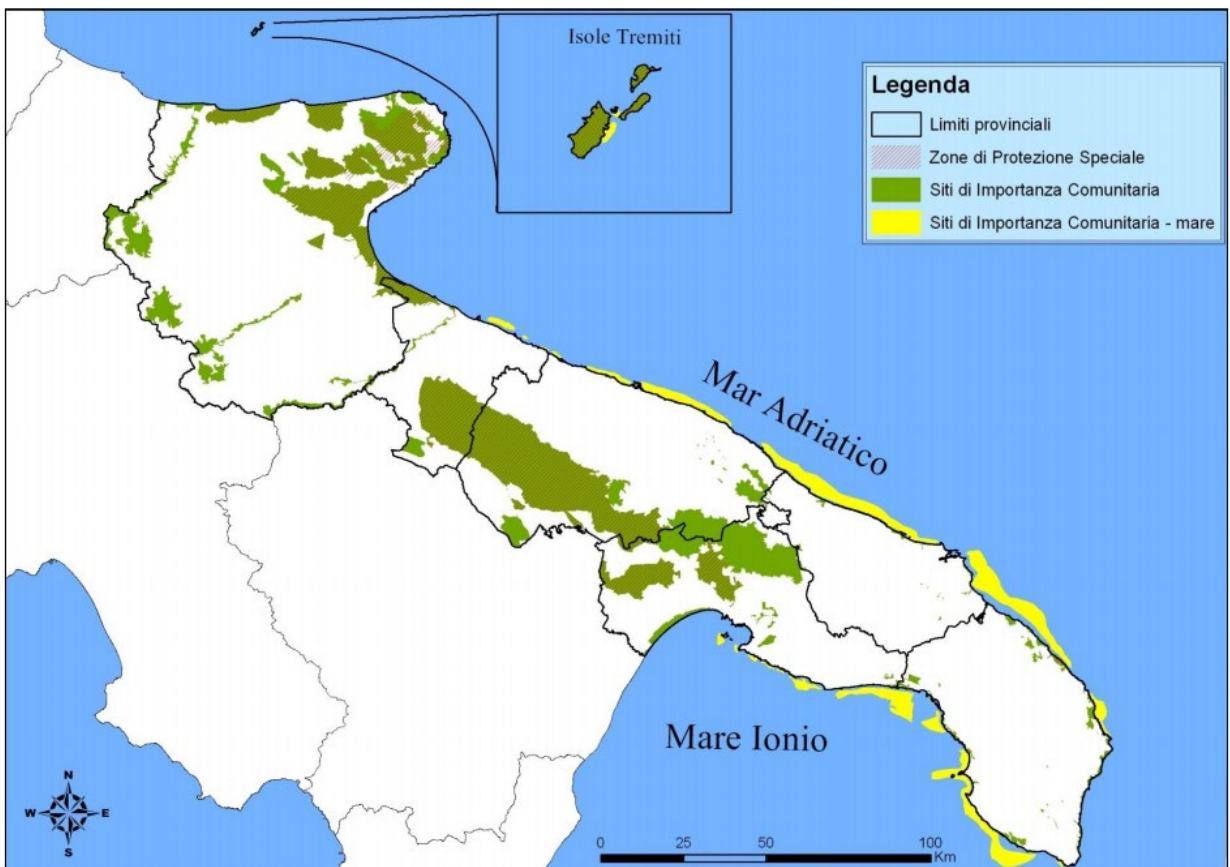 Isole Tremiti
Legenda
Limiti provinciali
Zone di Protezione Speciale
Siti di Importanza Comunitaria
Siti di Importanza Comunitaria - mare
Mar Adriatico
Mare Ionio
N
W E
S
0 25 50 100
Km